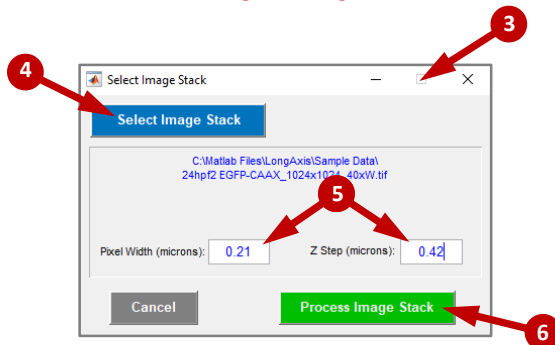 3
4
Select Image Stack
Select Image Stack
C:\Matlab Files\LongAxis\Sample Data\
24hpf2 EGFP-CAAX_1024x1024_40xW.tif
5
Pixel Width (microns): 0.21 Z Step (microns): 0.42
Cancel Process Image Stack
6